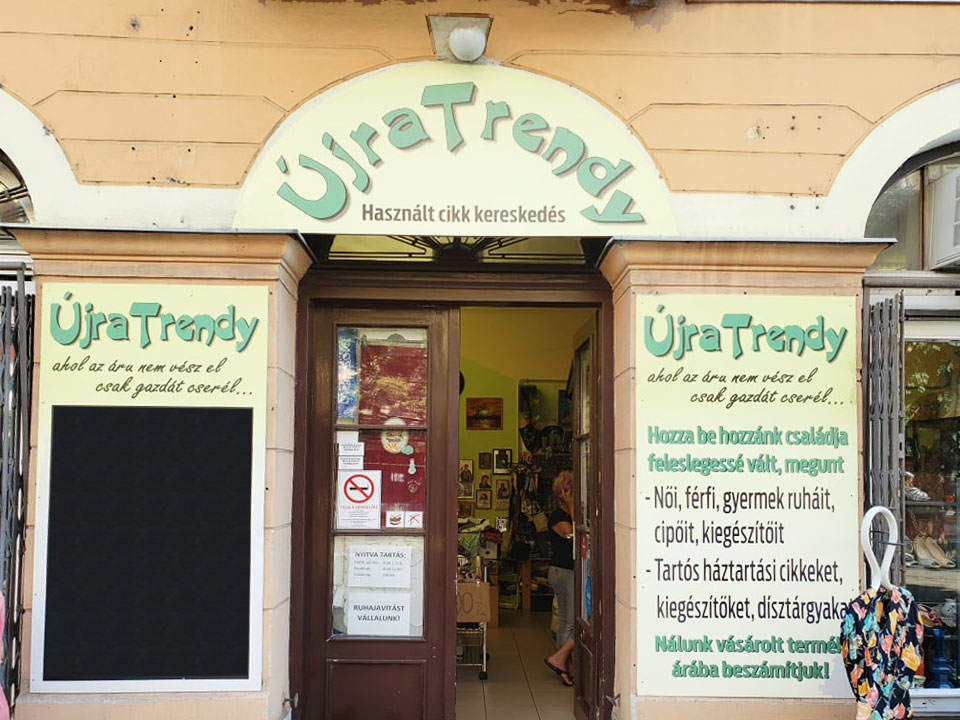 ÚjraTrendy
Használt cikk kereskedés
ÚjraTrendy
ahol az áru nem vész el
csak gazdát cserél...
NYITVA TARTÁS:
RUHAJAVÍTÁST
VÁLLALUNK!
ÚjraTrendy
ahol az áru nem vész el
csak gazdát cserél...
Hozza be hozzánk családja
feleslegessé vált, megunt
- Női, férfi, gyermek ruháit,
cipőit, kiegészítőit
- Tartós háztartási cikkeket,
kiegészítőket, dísztárgyaka
Nálunk vásárolt termék
árába beszámítjuk!